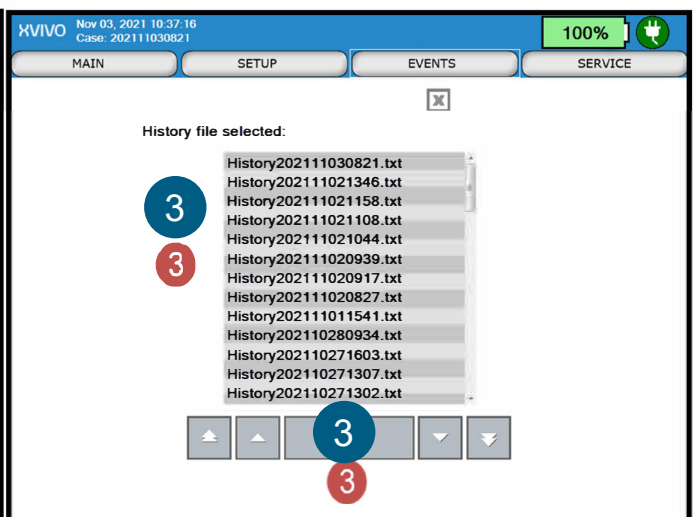 XVIVO
Nov 03, 2021 10:37:16
Case: 202111030821
100%
MAIN
SETUP
EVENTS
SERVICE
X
History file selected:
History202111030821.txt
History202111021346.txt
History202111021158.txt
History202111021108.txt
History202111021044.txt
History202111020939.txt
History202111020917.txt
History202111020827.txt
History202111011541.txt
History202110280934.txt
History202110271603.txt
History202110271307.txt
History202110271302.txt
3
3
3
3